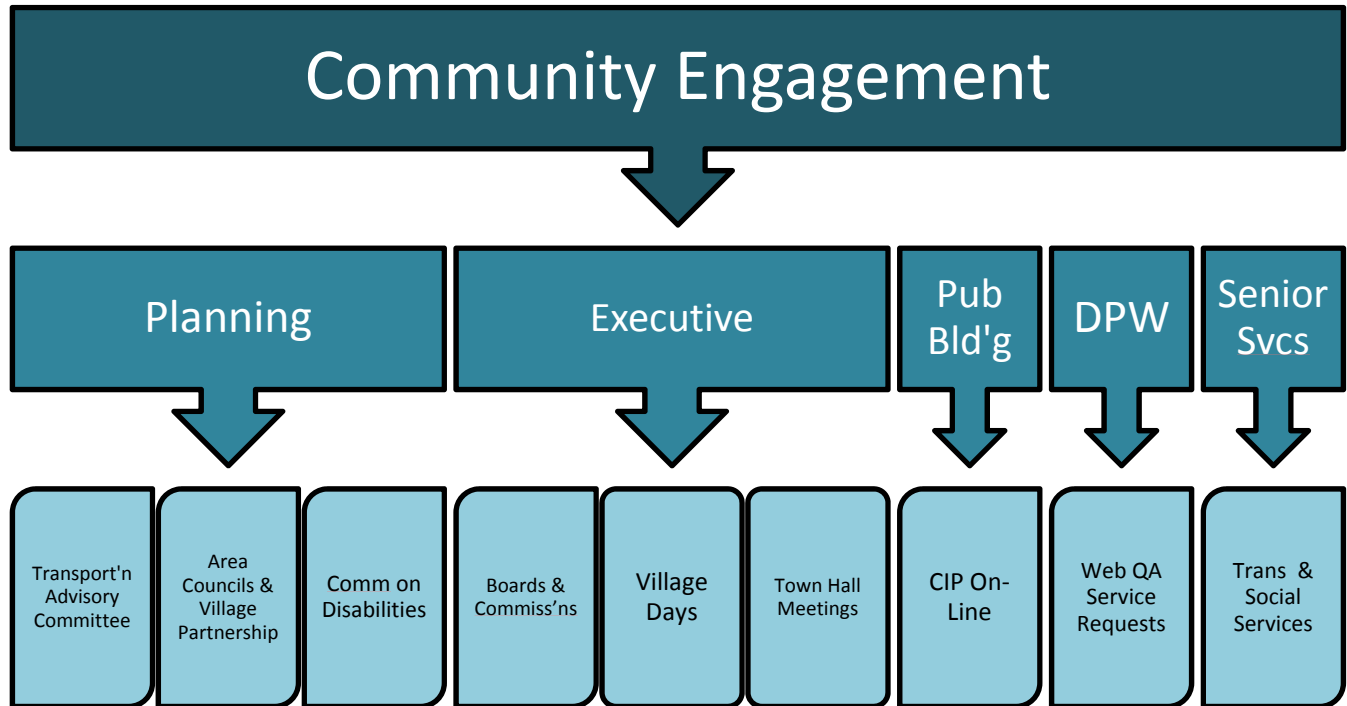 Community Engagement
Planning
Executive
Pub
Bld'g
DPW
Senior
Svcs
Transport'n
Advisory
Committee
Area
Councils &
Village
Partnership
Comm on
Disabilities
Boards &
Commiss’ns
Village
Days
Town Hall
Meetings
CIP On-
Line
Web QA
Service
Requests
Trans &
Social
Services